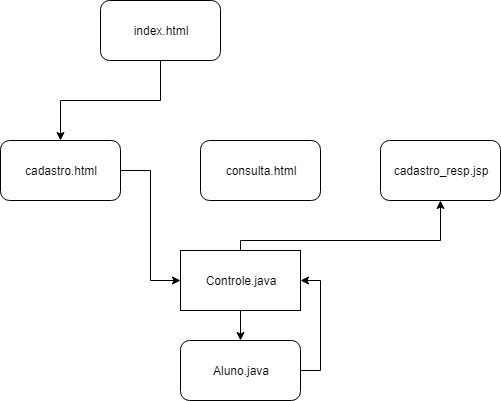 index.html
cadastro.html
consulta.html
cadastro_resp.jsp
Controle.java
Aluno.java